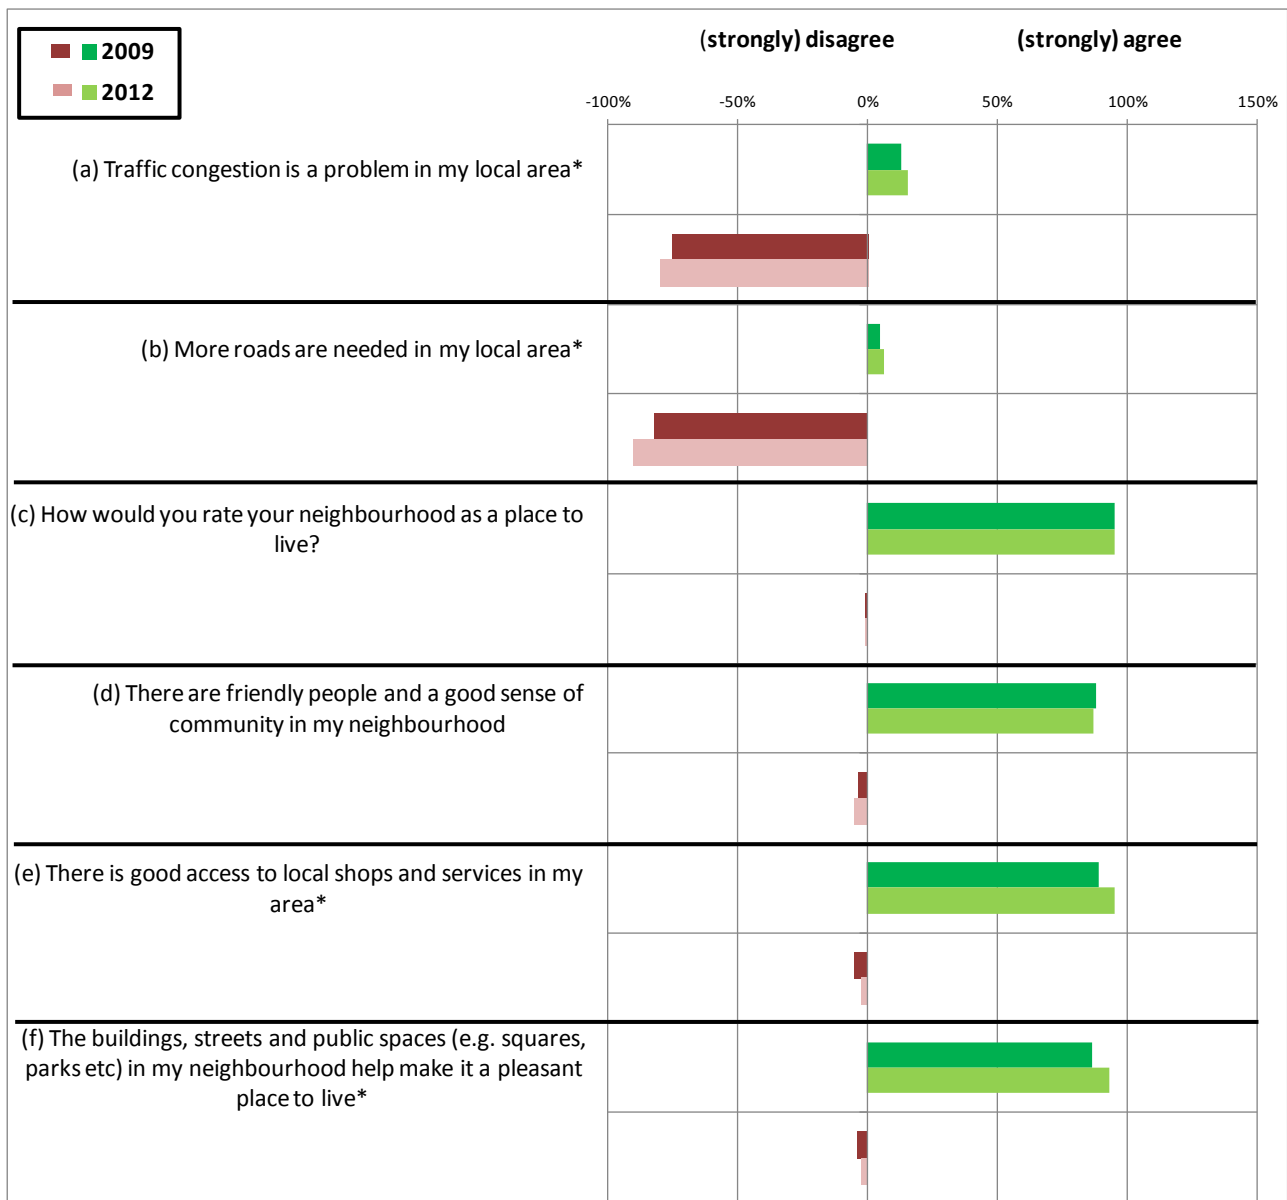 2009
2012
(strongly) disagree
(strongly) agree
-100%
-50%
0%
50%
100%
150%
(a) Traffic congestion is a problem in my local area*
(b) More roads are needed in my local area*
(c) How would you rate your neighbourhood as a place to
live?
(d) There are friendly people and a good sense of
community in my neighbourhood
(e) There is good access to local shops and services in my
area*
(f) The buildings, streets and public spaces (e.g. squares,
parks etc) in my neighbourhood help make it a pleasant
place to live*